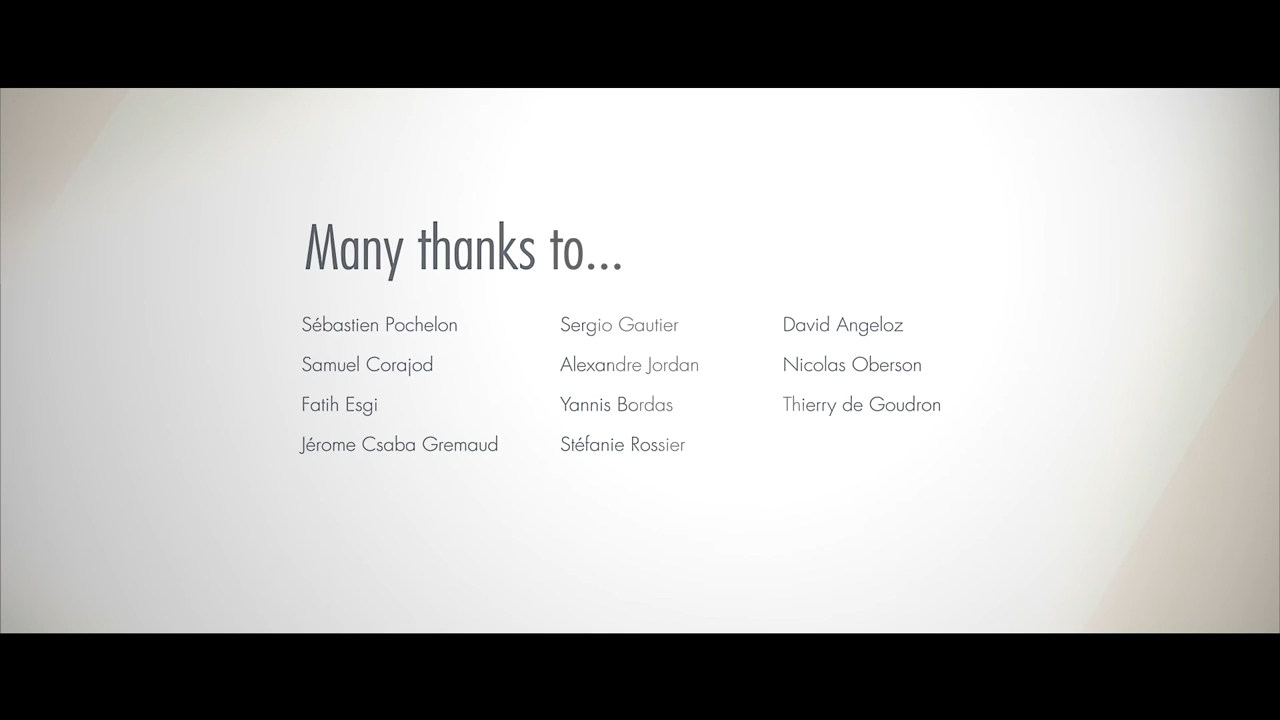 Many thanks to...
Sébastien Pochelon
Samuel Corajod
Fatih Esgi
Jérome Csaba Gremaud
Sergio Gautier
Alexandre Jordan
Yannis Bordas
Stéfanie Rossier
David Angeloz
Nicolas Oberson
Thierry de Goudron